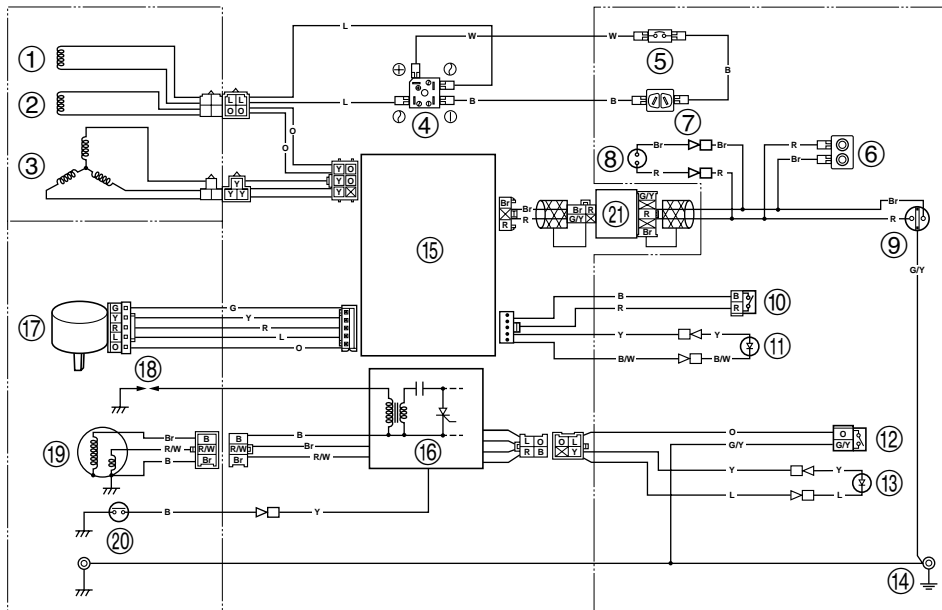 L
W
W
①
⑤
B
②
L
L
O
O
L
B
B
④
⑦
O
O
⑧
Br
Br
R
Br
⑥
R
R
③
Y
Y Y
Y O
Y O
Y
Br
R
Br
R
Br R
G/Y
㉑
G/Y
R
Br
Br
R
⑨
⑮
G/Y
⑰
G
Y
R
L
O
G
Y
R
L
O
B
R
B
R
⑩
Y
Y
⑪
B/W
B/W
⑱
⑲
Br
R/W
B
B
R/W
Br
B
R/W
Br
B
Br
R/W
⑯
L O
R B
O L
Y
O
G/Y
O
G/Y
⑫
Y
Y
⑬
L
L
⑳
B
Y
⑭